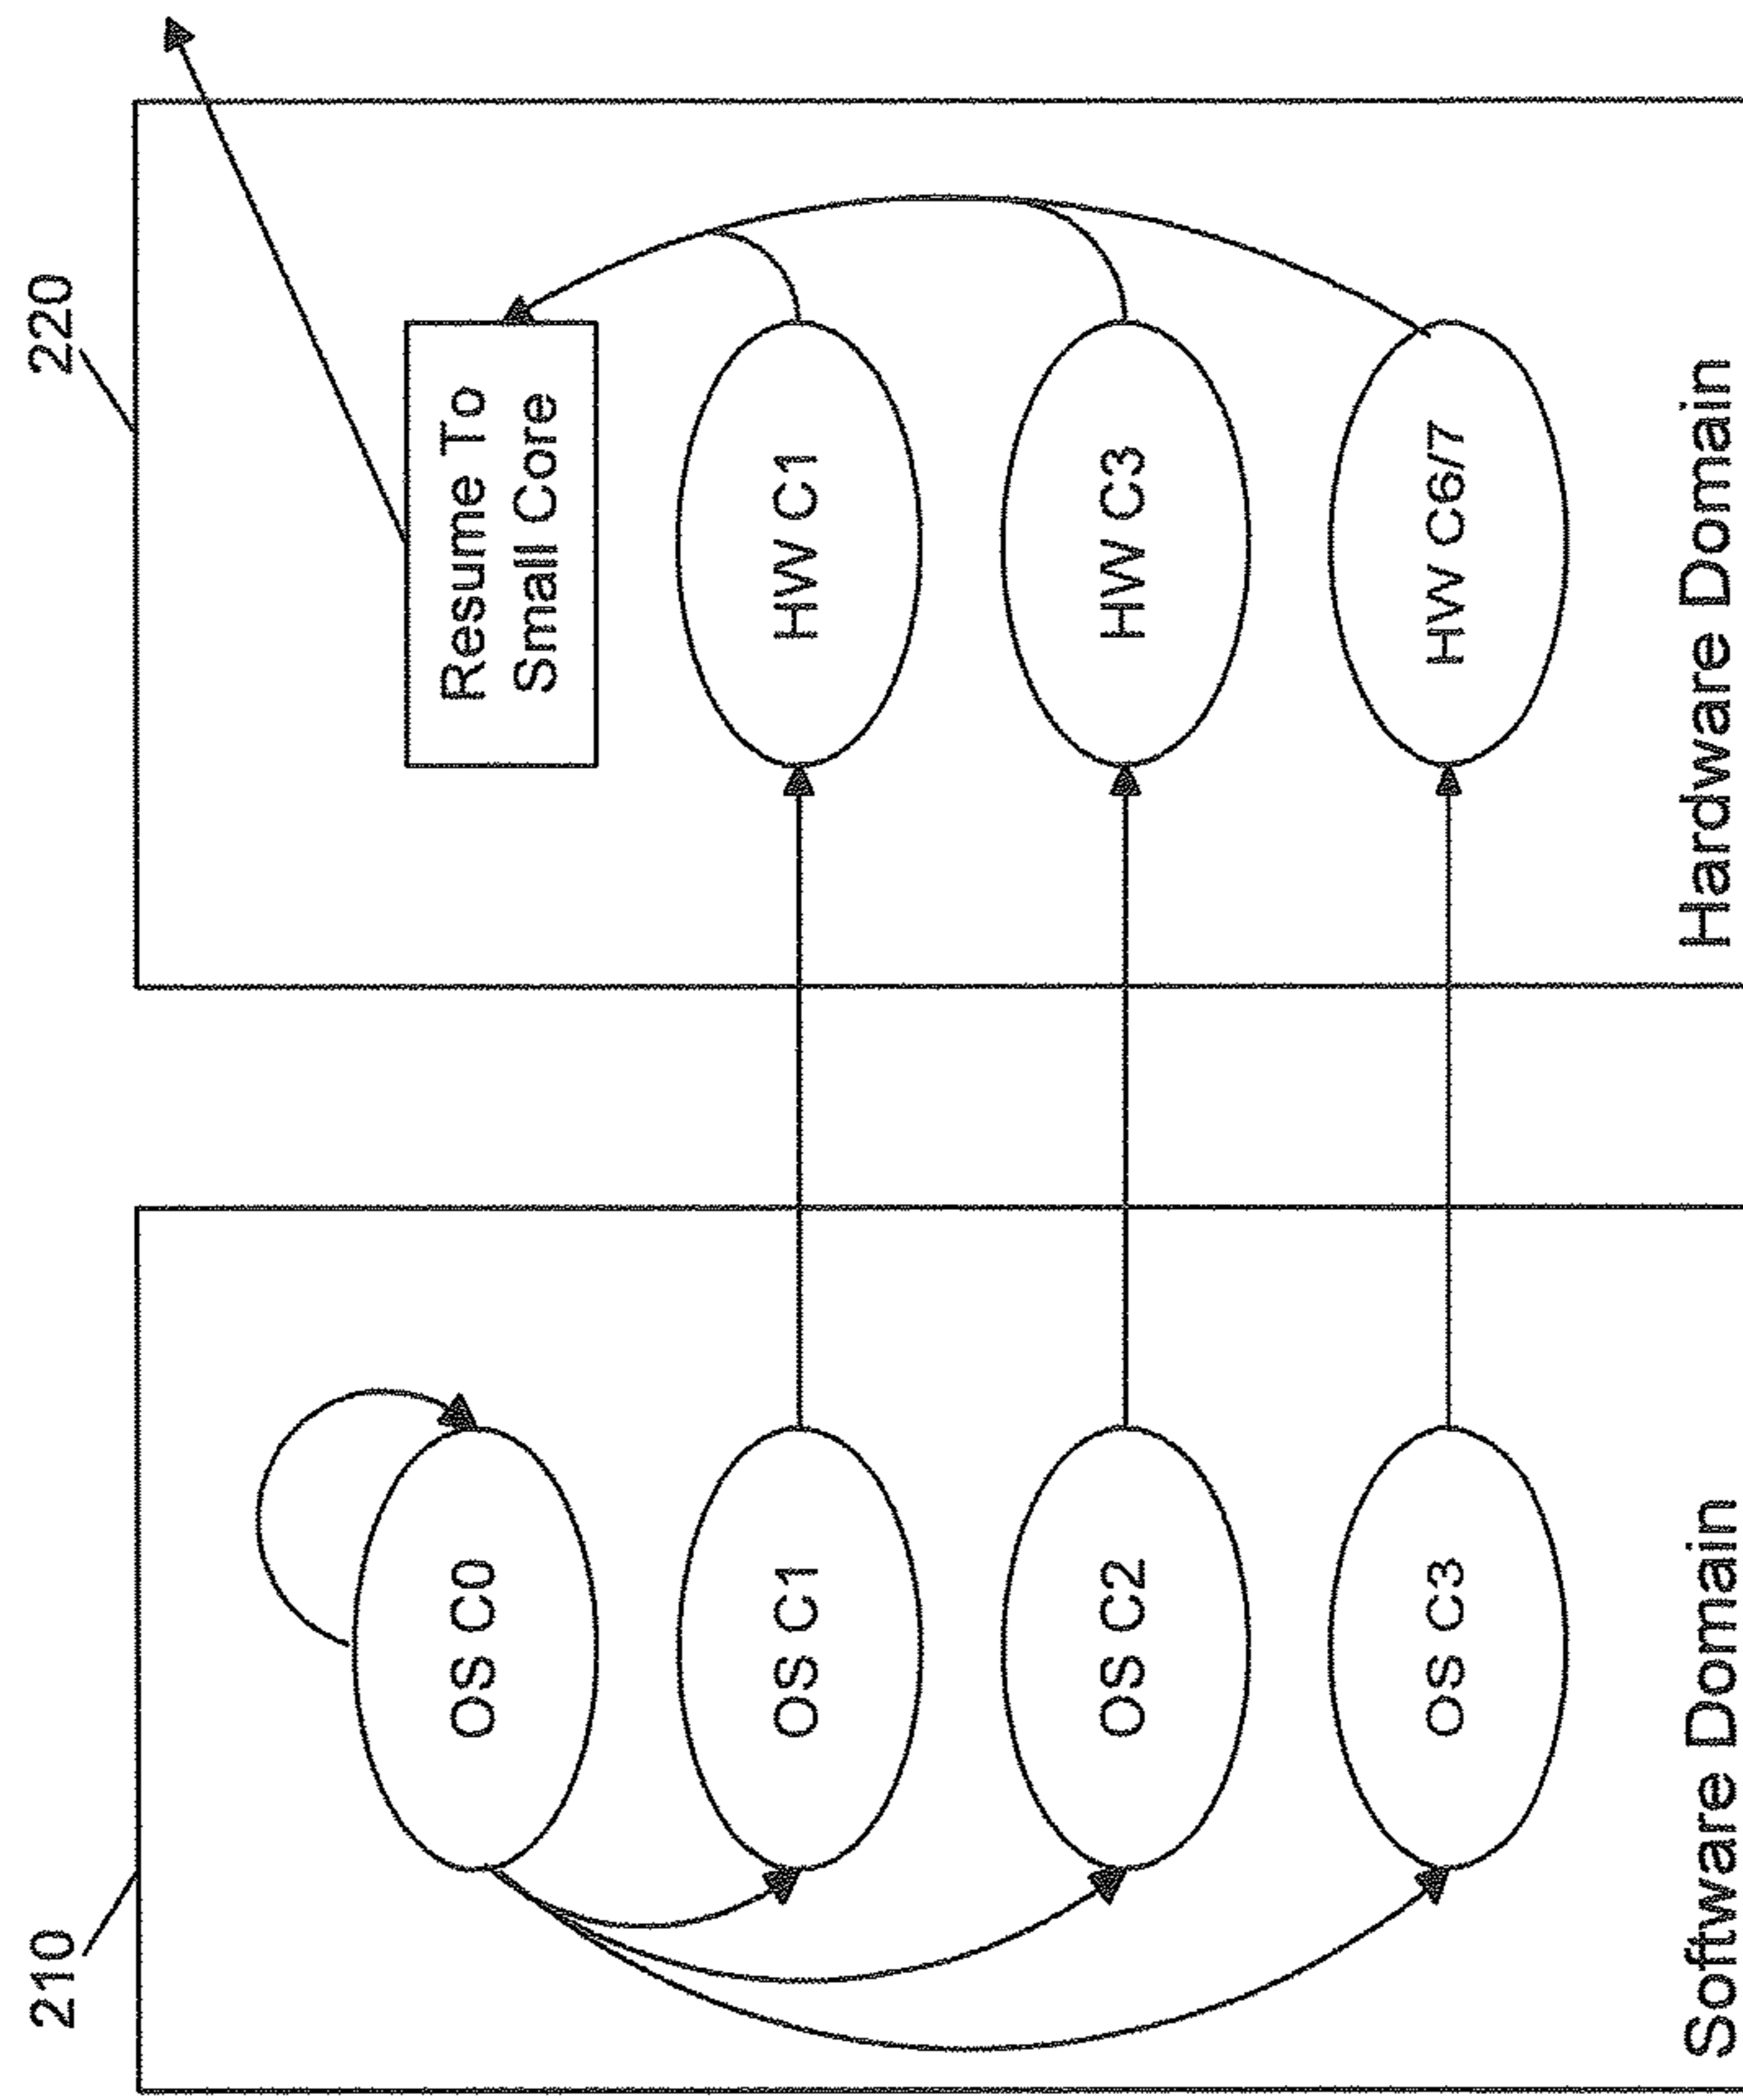 210
220
OS C0
OS C1
OS C2
OS C3
Software Domain
Resume To
Small Core
HW C1
HW C3
HW C6/7
Hardware Domain